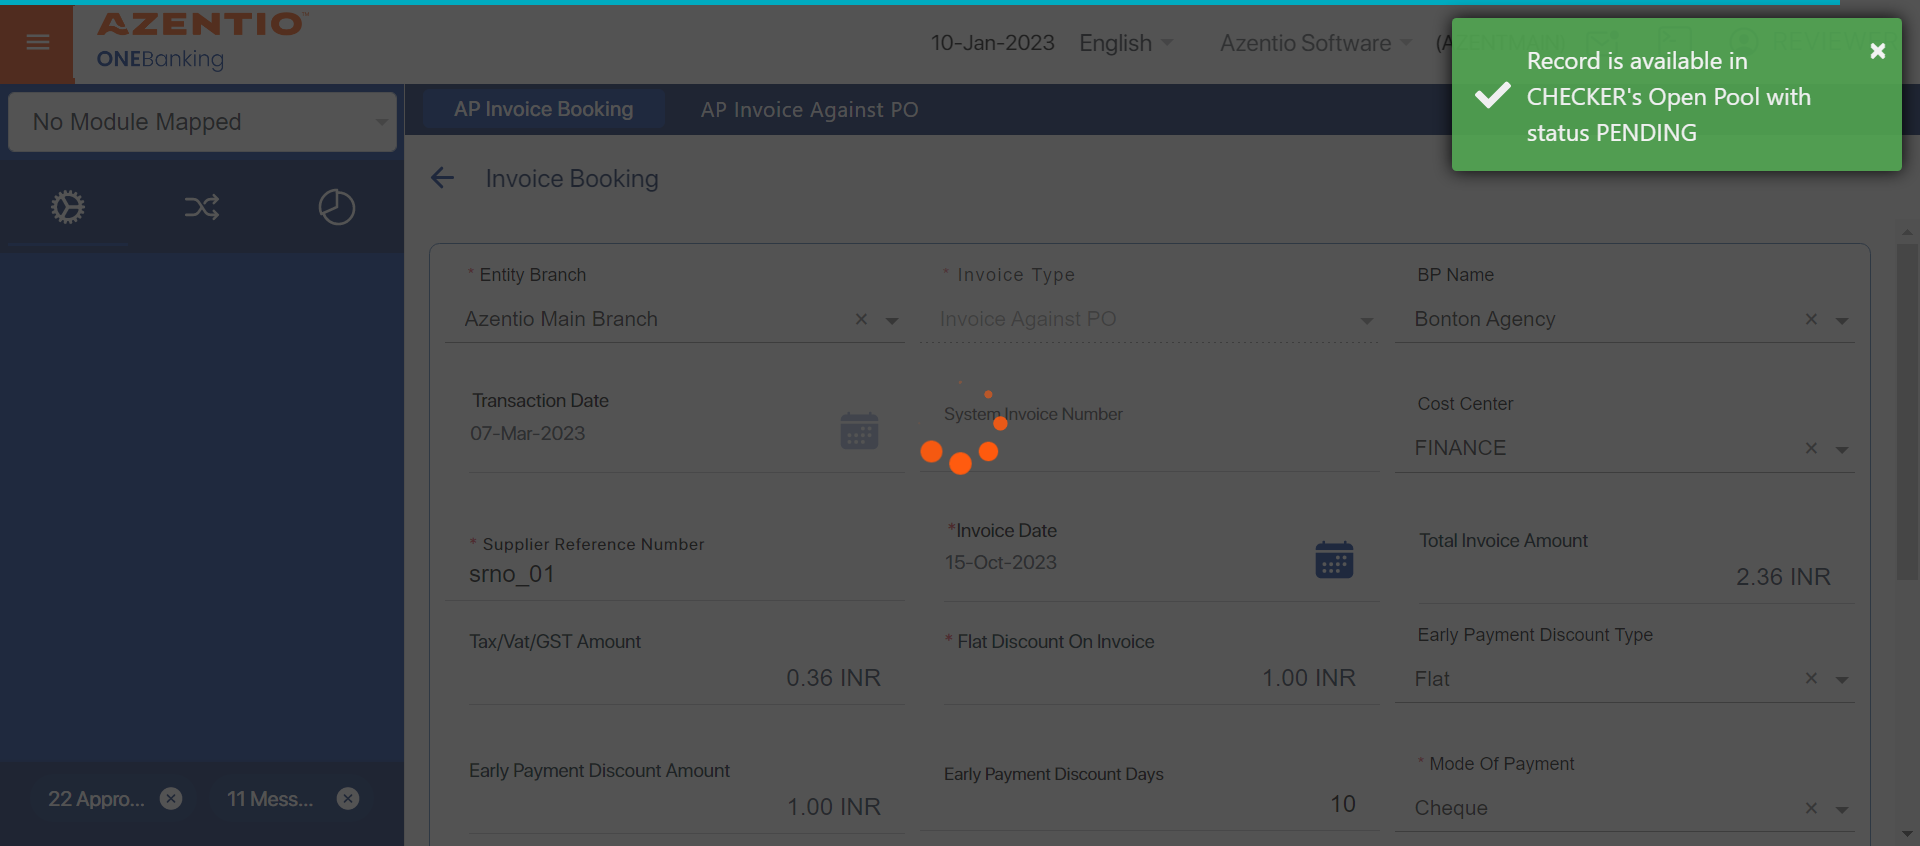 AZENTIO™
ONEBanking
10-Jan-2023
English
Azentio Software
(AZENTMAIN)
REVIEWER
Record is available in
CHECKER's Open Pool with
status PENDING
No Module Mapped
AP Invoice Booking
AP Invoice Against PO
Invoice Booking
* Entity Branch
Azentio Main Branch
* Invoice Type
Invoice Against PO
BP Name
Bonton Agency
Transaction Date
07-Mar-2023
System Invoice Number
Cost Center
FINANCE
* Supplier Reference Number
srno_01
*Invoice Date
15-Oct-2023
Total Invoice Amount
2.36 INR
Tax/Vat/GST Amount
0.36 INR
* Flat Discount On Invoice
1.00 INR
Early Payment Discount Type
Flat
Early Payment Discount Amount
1.00 INR
Early Payment Discount Days
10
* Mode Of Payment
Cheque
22 Appro...
11 Mess...